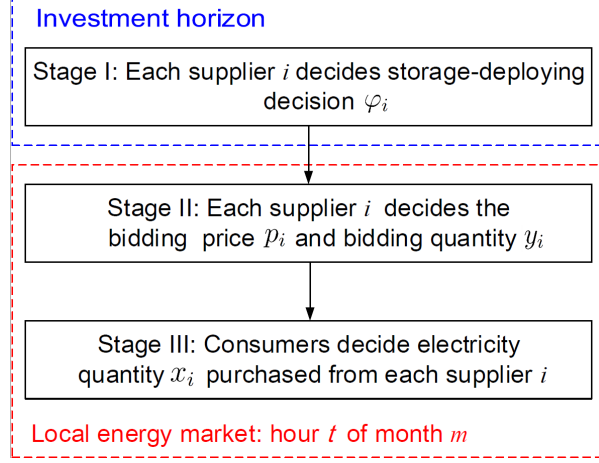 Investment horizon
Stage I: Each supplier i decides storage-deploying
decision φᵢ
Stage II: Each supplier i decides the
bidding price pᵢ and bidding quantity yᵢ
Stage III: Consumers decide electricity
quantity xᵢ purchased from each supplier i
Local energy market: hour t of month m